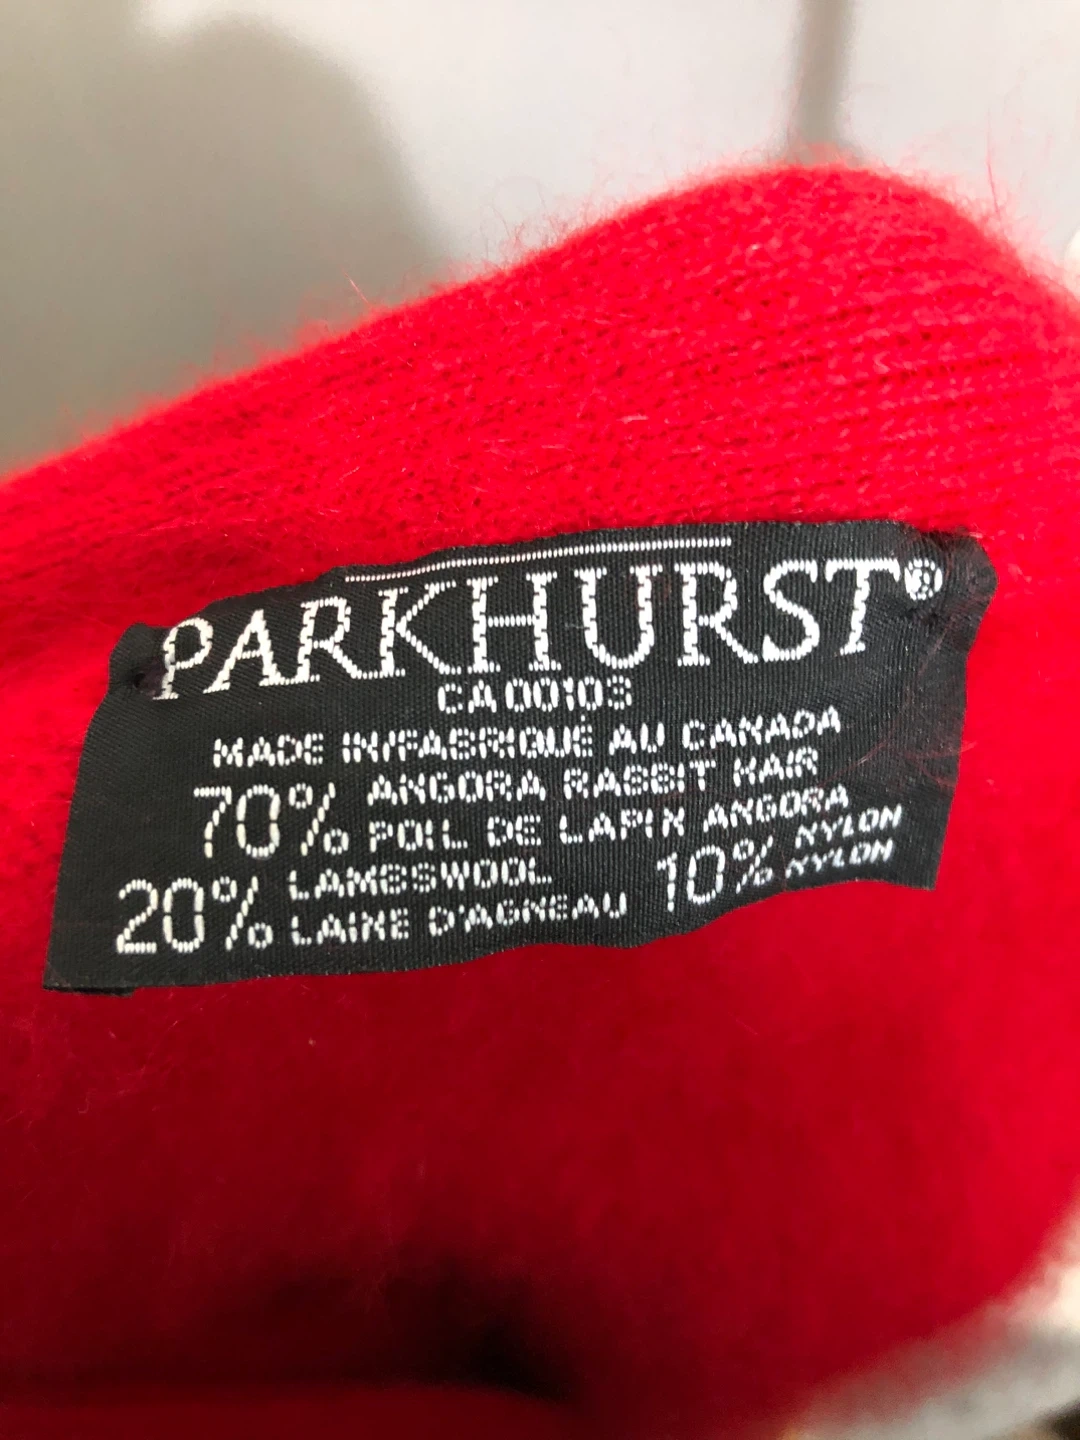 PARKHURST®
CA 00103
MADE IN/FABRIQUÉ AU CANADA
70% ANGORA RABBIT HAIR
POIL DE LAPIN ANGORA
20% LAMBSWOOL
LAINE D'AGNEAU
10% NYLON
NYLON